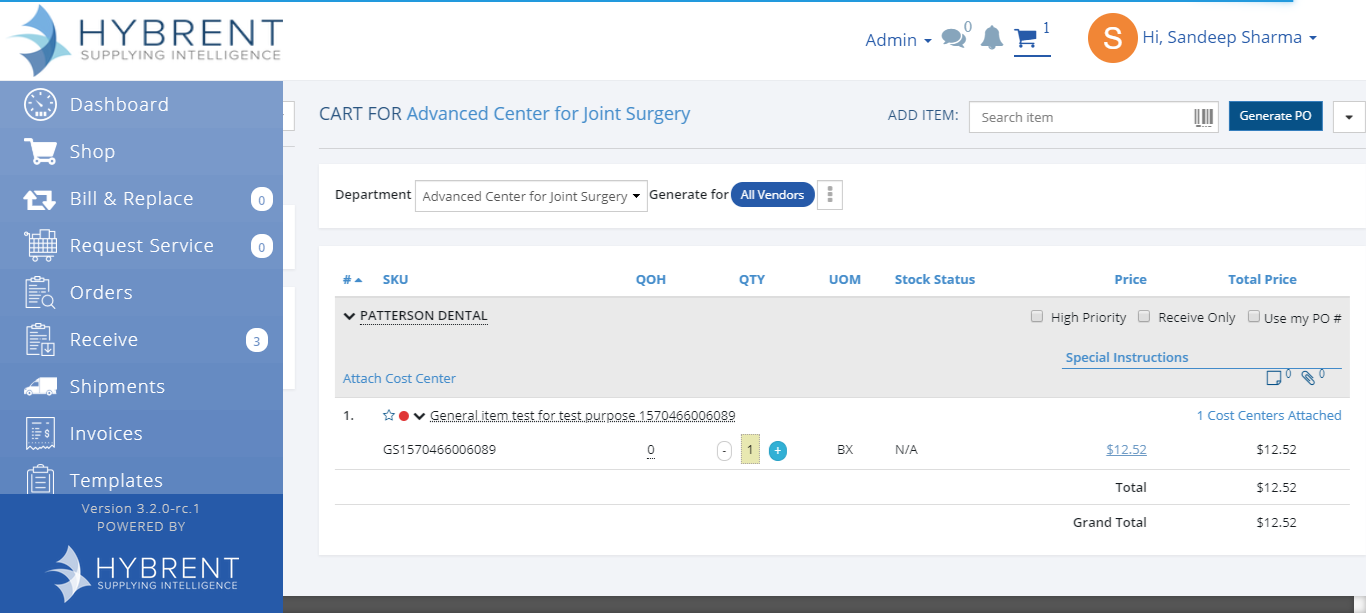 HYBRENT
SUPPLYING INTELLIGENCE
Admin
0
1
S
Hi, Sandeep Sharma
Dashboard
Shop
Bill & Replace 0
Request Service 0
Orders
Receive 3
Shipments
Invoices
Templates
Version 3.2.0-rc.1
POWERED BY
HYBRENT
SUPPLYING INTELLIGENCE
CART FOR Advanced Center for Joint Surgery
ADD ITEM: Search item Generate PO
Department Advanced Center for Joint Surgery Generate for All Vendors
# SKU QOH QTY UOM Stock Status Price Total Price
PATTERSON DENTAL High Priority Receive Only Use my PO #
Special Instructions
Attach Cost Center 0 0
1. General item test for test purpose 1570466006089 1 Cost Centers Attached
GS1570466006089 0 - 1 + BX N/A $12.52 $12.52
Total $12.52
Grand Total $12.52